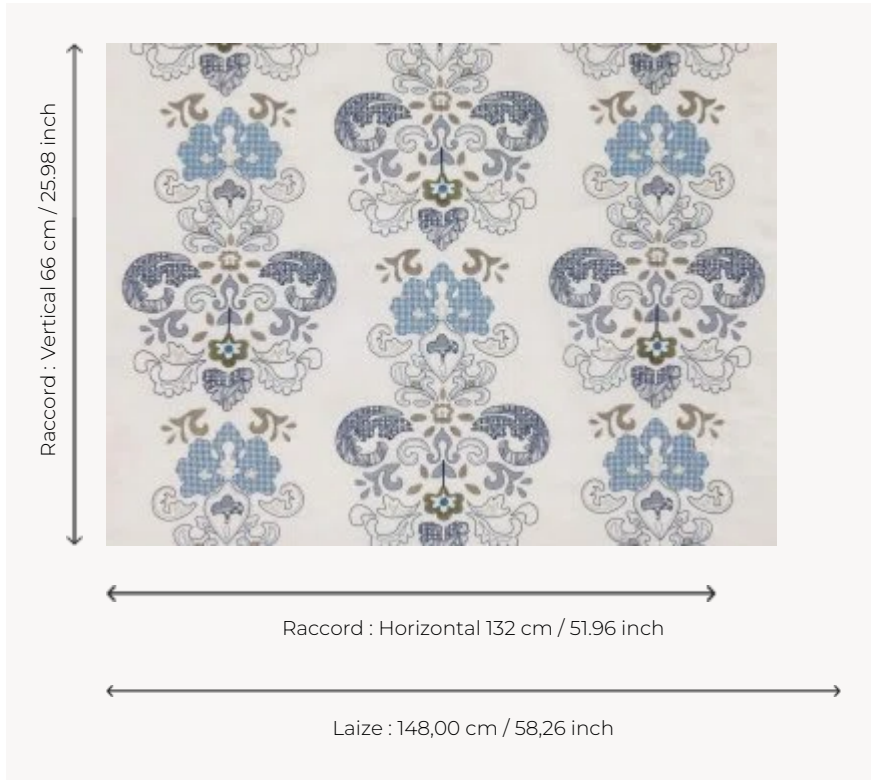 Raccord : Vertical 66 cm / 25.98 inch
Raccord : Horizontal 132 cm / 51.96 inch
Laize : 148,00 cm / 58,26 inch